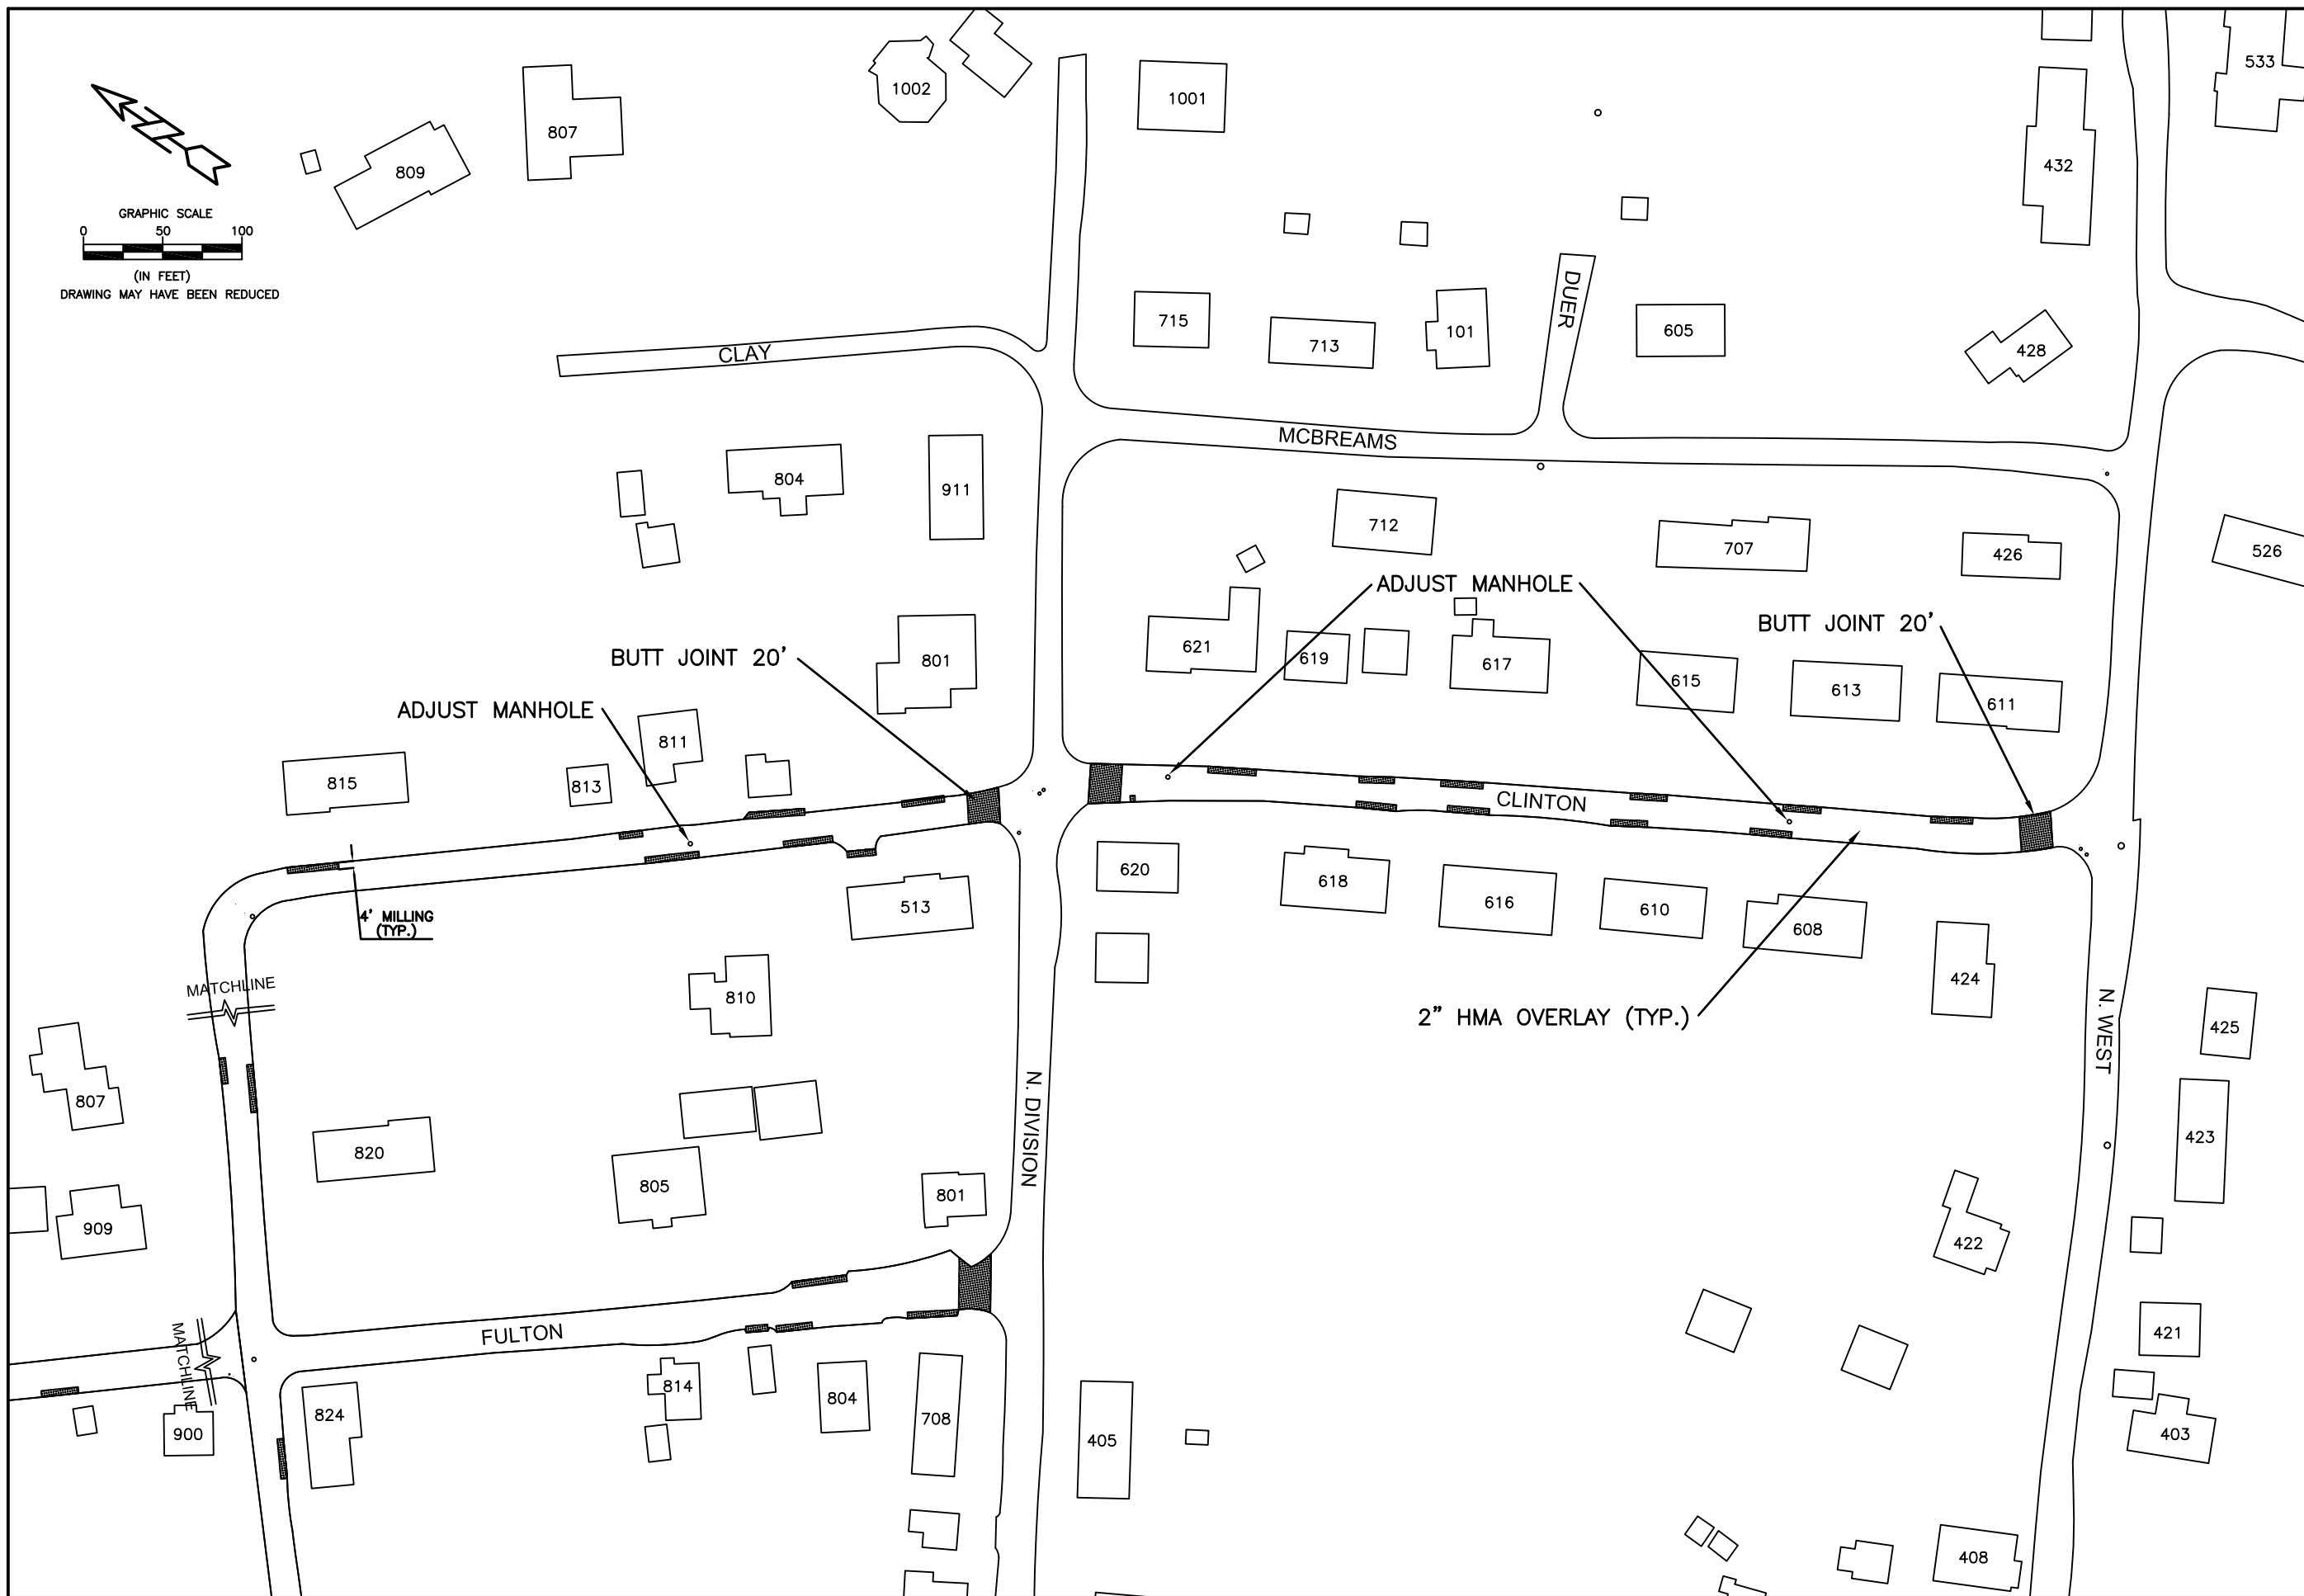 533
1002
1001
807
432
809
GRAPHIC SCALE
0 50 100
(IN FEET)
DRAWING MAY HAVE BEEN REDUCED
DUER
715
713
101
605
428
CLAY
MCBREAMS
804
911
712
707
426
526
ADJUST MANHOLE
BUTT JOINT 20'
621
619
617
615
613
611
BUTT JOINT 20'
801
ADJUST MANHOLE
811
815
813
CLINTON
620
618
616
610
608
513
4' MILLING
(TYP.)
424
MATCHLINE
810
2" HMA OVERLAY (TYP.)
N. WEST
425
807
N. DIVISION
423
820
805
801
909
422
FULTON
MATCHLINE
421
814
804
824
708
900
405
403
408